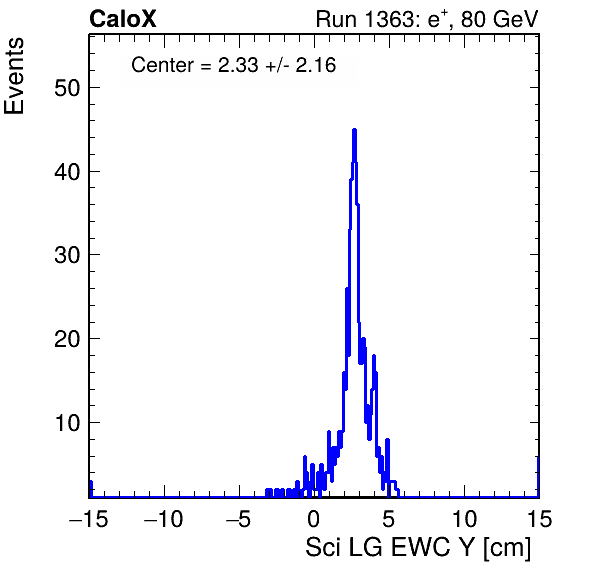 CaloX Run 1363: e⁺, 80 GeV
Center = 2.33 +/- 2.16
Events
50
40
30
20
10
−15 −10 −5 0 5 10 15
Sci LG EWC Y [cm]